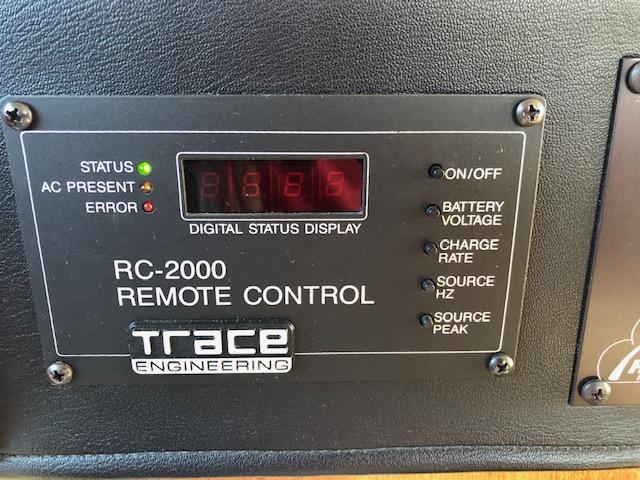 STATUS
AC PRESENT
ERROR
DIGITAL STATUS DISPLAY
ON/OFF
BATTERY
VOLTAGE
CHARGE
RATE
SOURCE
HZ
SOURCE
PEAK
RC-2000
REMOTE CONTROL
Trace
ENGINEERING